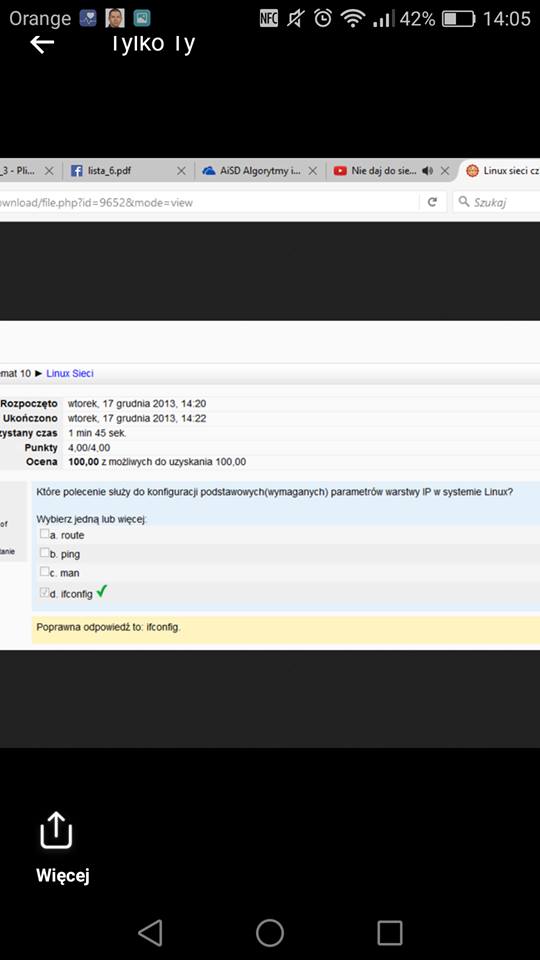 Orange NFC 42% 14:05
Tylko Ty
_3 - Pli... lista_6.pdf AiSD Algorytmy i... Nie daj do sie... Linux sieci cz
ownload/file.php?id=9652&mode=view Szukaj
emat 10 ► Linux Sieci
Rozpoczęto wtorek, 17 grudnia 2013, 14:20
Ukończono wtorek, 17 grudnia 2013, 14:22
zystany czas 1 min 45 sek.
Punkty 4,00/4,00
Ocena 100,00 z możliwych do uzyskania 100,00
Które polecenie służy do konfiguracji podstawowych(wymaganych) parametrów warstwy IP w systemie Linux?
of
tanie
Wybierz jedną lub więcej:
a. route
b. ping
c. man
d. ifconfig
Poprawna odpowiedź to: ifconfig.
Więcej